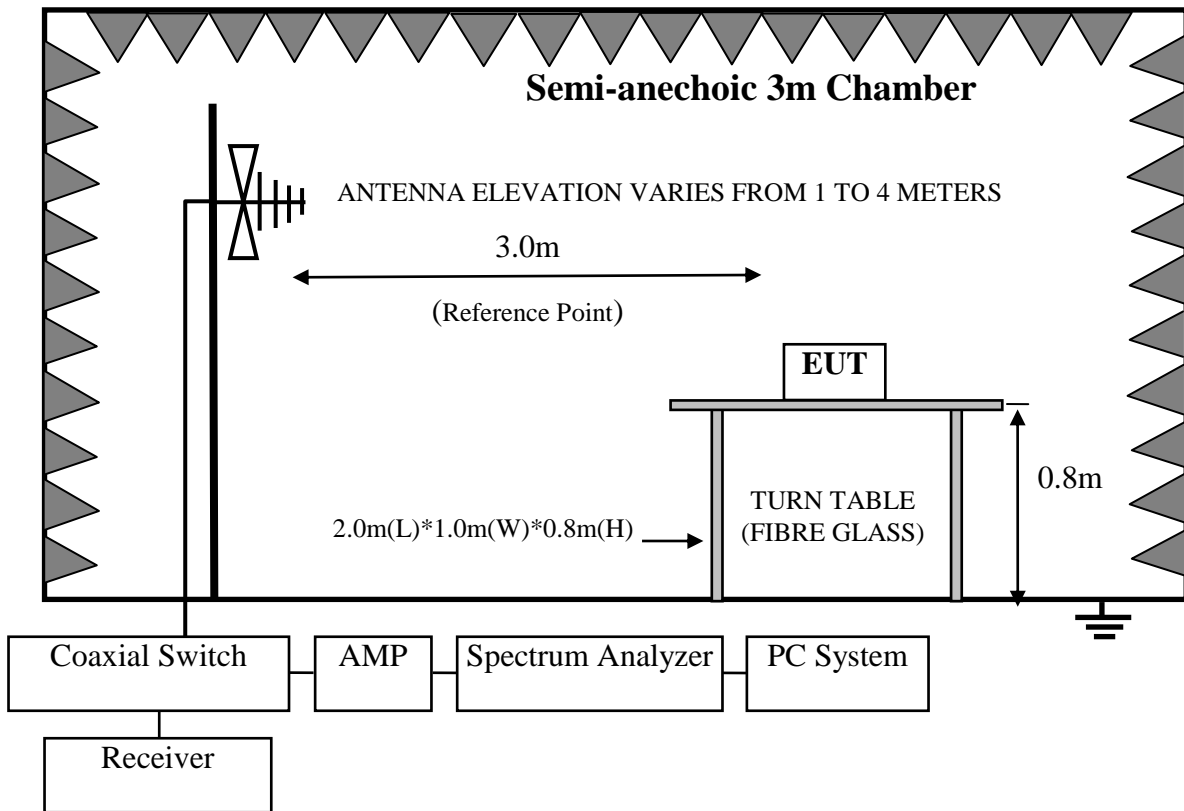 Semi-anechoic 3m Chamber
ANTENNA ELEVATION VARIES FROM 1 TO 4 METERS
3.0m
(Reference Point)
EUT
0.8m
TURN TABLE
(FIBRE GLASS)
2.0m(L)*1.0m(W)*0.8m(H)
Coaxial Switch
AMP
Spectrum Analyzer
PC System
Receiver